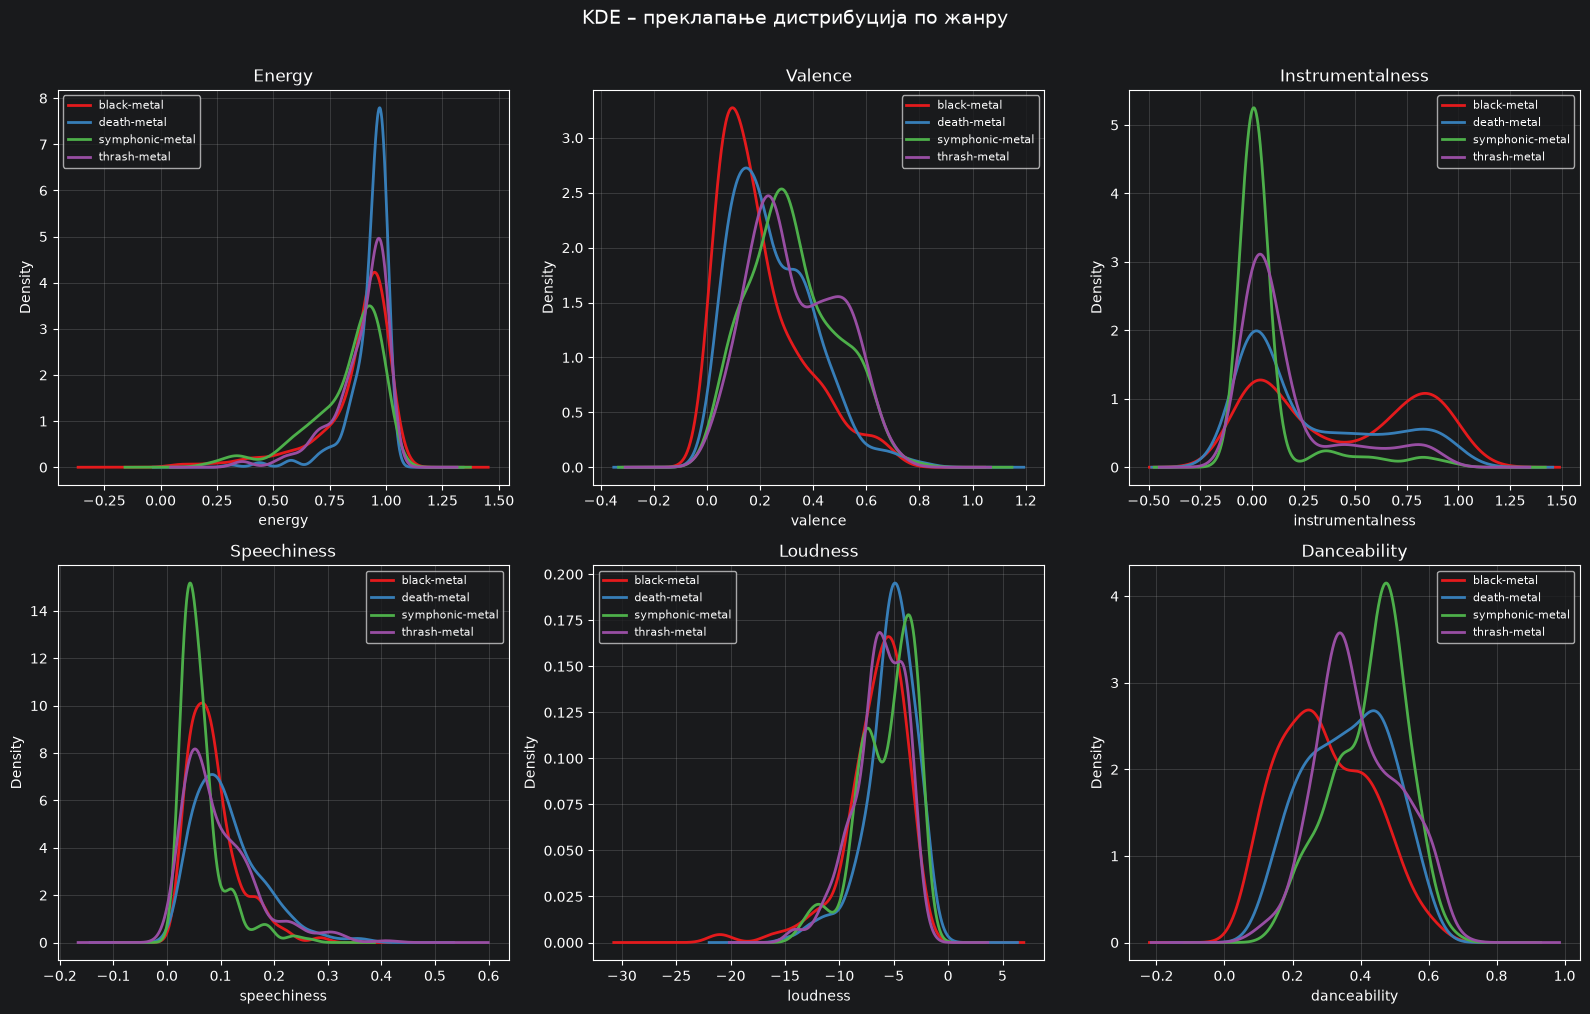 KDE – преклапање дистрибуција по жанру
Energy
8
7
6
5
4
3
2
1
0
Density
black-metal
death-metal
symphonic-metal
thrash-metal
−0.25 0.00 0.25 0.50 0.75 1.00 1.25 1.50
energy
Valence
3.0
2.5
2.0
1.5
1.0
0.5
0.0
Density
black-metal
death-metal
symphonic-metal
thrash-metal
−0.4 −0.2 0.0 0.2 0.4 0.6 0.8 1.0 1.2
valence
Instrumentalness
5
4
3
2
1
0
Density
black-metal
death-metal
symphonic-metal
thrash-metal
−0.50 −0.25 0.00 0.25 0.50 0.75 1.00 1.25 1.50
instrumentalness
Speechiness
14
12
10
8
6
4
2
0
Density
black-metal
death-metal
symphonic-metal
thrash-metal
−0.2 −0.1 0.0 0.1 0.2 0.3 0.4 0.5 0.6
speechiness
Loudness
0.200
0.175
0.150
0.125
0.100
0.075
0.050
0.025
0.000
Density
black-metal
death-metal
symphonic-metal
thrash-metal
−30 −25 −20 −15 −10 −5 0 5
loudness
Danceability
4
3
2
1
0
Density
black-metal
death-metal
symphonic-metal
thrash-metal
−0.2 0.0 0.2 0.4 0.6 0.8 1.0
danceability